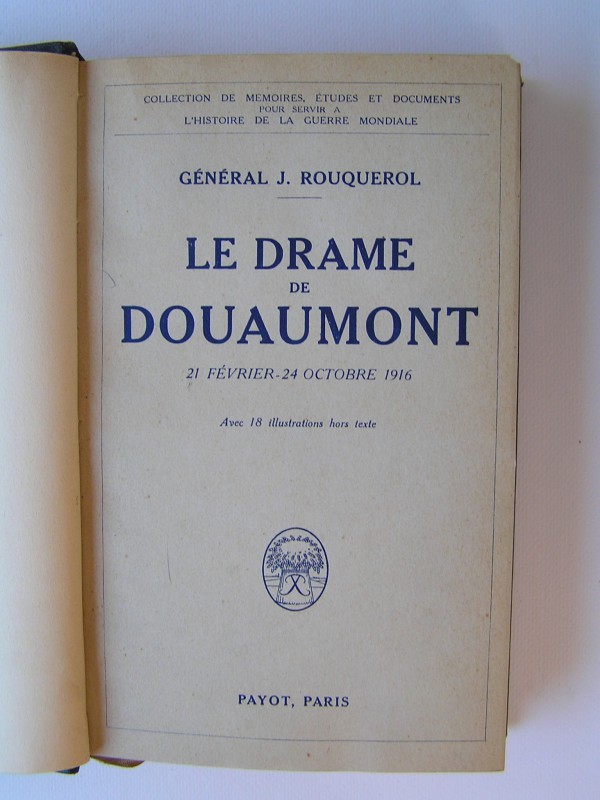 COLLECTION DE MEMOIRES, ÉTUDES ET DOCUMENTS
POUR SERVIR A
L'HISTOIRE DE LA GUERRE MONDIALE
GÉNÉRAL J. ROUQUEROL
LE DRAME
DE
DOUAUMONT
21 FÉVRIER-24 OCTOBRE 1916
Avec 18 illustrations hors texte
PAYOT, PARIS